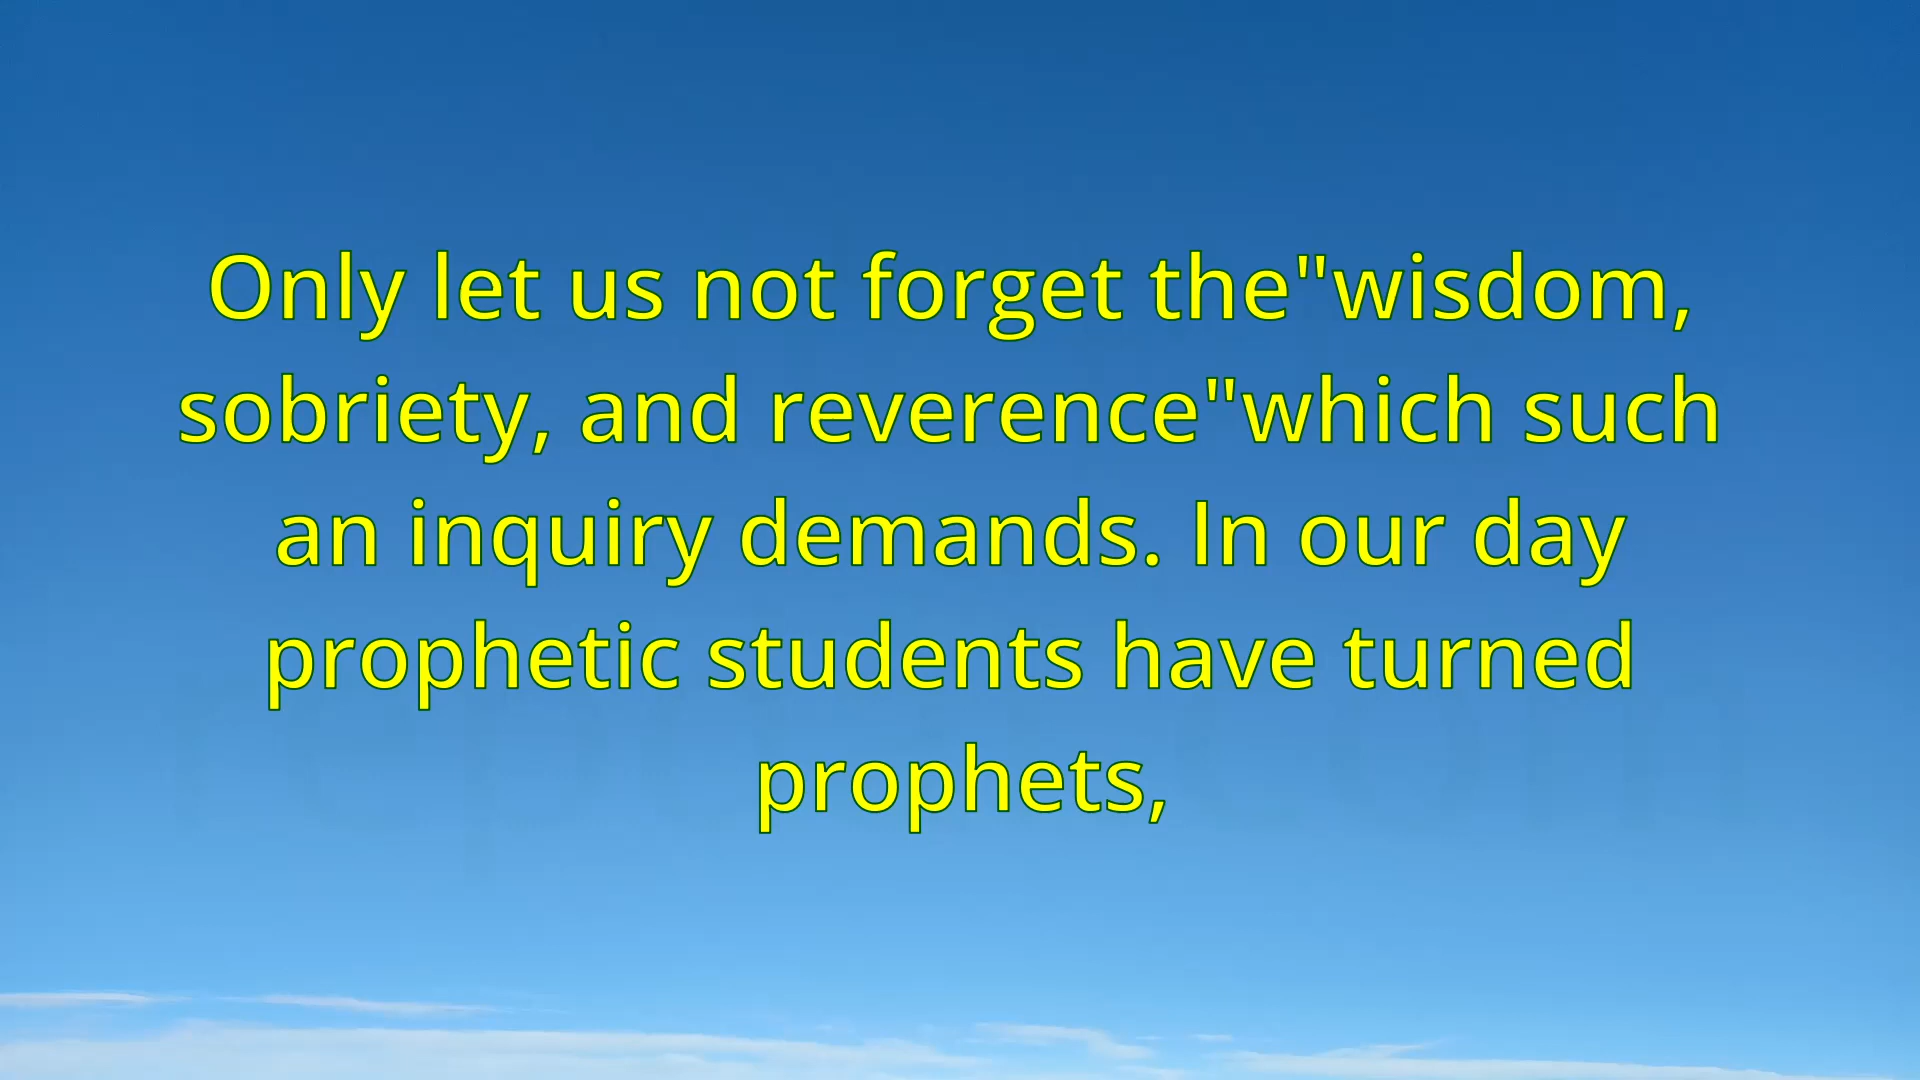 Only let us not forget the"wisdom,
sobriety, and reverence"which such
an inquiry demands. In our day
prophetic students have turned
prophets,